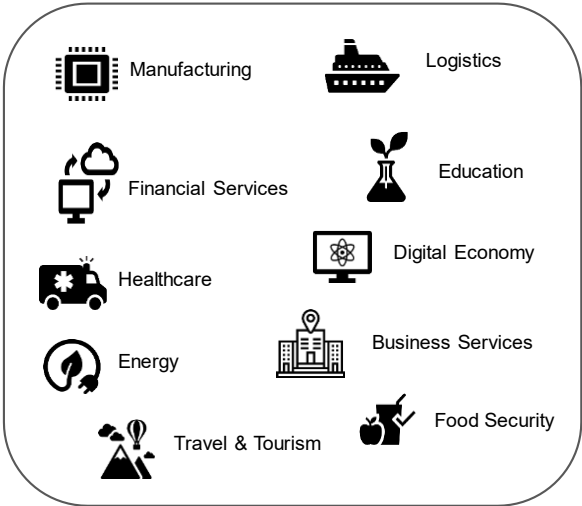 Manufacturing
Logistics
Financial Services
Education
Healthcare
Digital Economy
Energy
Business Services
Travel & Tourism
Food Security